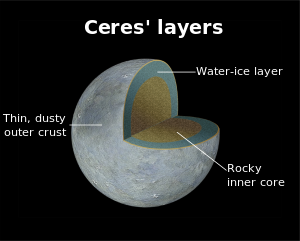 Ceres' layers
Water-ice layer
Thin, dusty
outer crust
Rocky
inner core